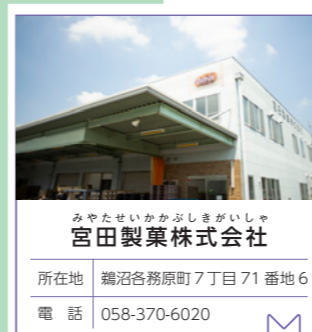 みやたせいかかぶしきがいしゃ
宮田製菓株式会社
所在地 鵜沼各務原町7丁目71番地6
電話 058-370-6020